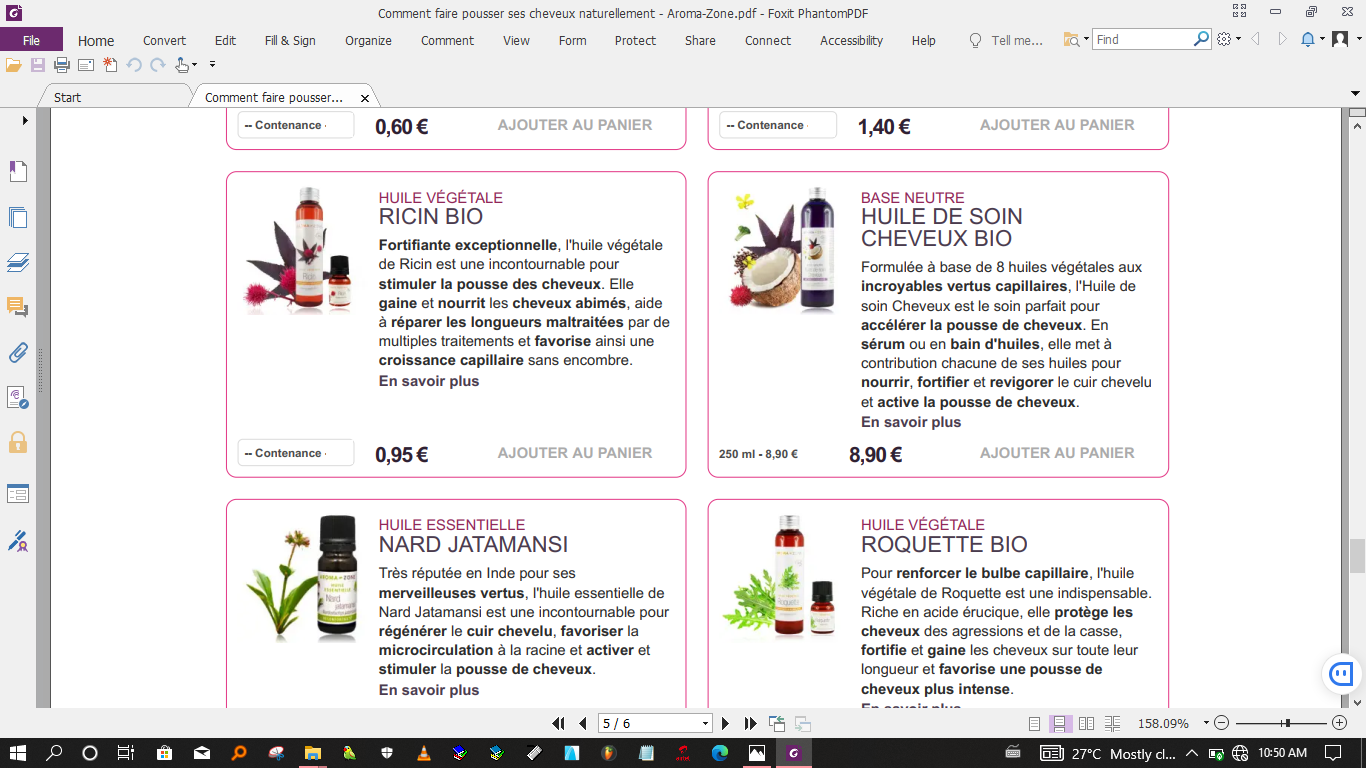 Comment faire pousser ses cheveux naturellement - Aroma-Zone.pdf - Foxit PhantomPDF
File Home Convert Edit Fill & Sign Organize Comment View Form Protect Share Connect Accessibility Help Tell me... Find
Start Comment faire pousser...
-- Contenance 0,60 € AJOUTER AU PANIER
-- Contenance 1,40 € AJOUTER AU PANIER
HUILE VÉGÉTALE
RICIN BIO
Fortifiante exceptionnelle, l'huile végétale
de Ricin est une incontournable pour
stimuler la pousse des cheveux. Elle
gaine et nourrit les cheveux abimés, aide
à réparer les longueurs maltraitées par de
multiples traitements et favorise ainsi une
croissance capillaire sans encombre.
En savoir plus
-- Contenance 0,95 € AJOUTER AU PANIER
BASE NEUTRE
HUILE DE SOIN
CHEVEUX BIO
Formulée à base de 8 huiles végétales aux
incroyables vertus capillaires, l'Huile de
soin Cheveux est le soin parfait pour
accélérer la pousse de cheveux. En
sérum ou en bain d'huiles, elle met à
contribution chacune de ses huiles pour
nourrir, fortifier et revigorer le cuir chevelu
et active la pousse de cheveux.
En savoir plus
250 ml - 8,90 € 8,90 € AJOUTER AU PANIER
HUILE ESSENTIELLE
NARD JATAMANSI
Très réputée en Inde pour ses
merveilleuses vertus, l'huile essentielle de
Nard Jatamansi est une incontournable pour
régénérer le cuir chevelu, favoriser la
microcirculation à la racine et activer et
stimuler la pousse de cheveux.
En savoir plus
HUILE VÉGÉTALE
ROQUETTE BIO
Pour renforcer le bulbe capillaire, l'huile
végétale de Roquette est une indispensable.
Riche en acide érucique, elle protège les
cheveux des agressions et de la casse,
fortifie et gaine les cheveux sur toute leur
longueur et favorise une pousse de
cheveux plus intense.
En savoir plus
5 / 6 158.09%
27°C Mostly cl... 10:50 AM